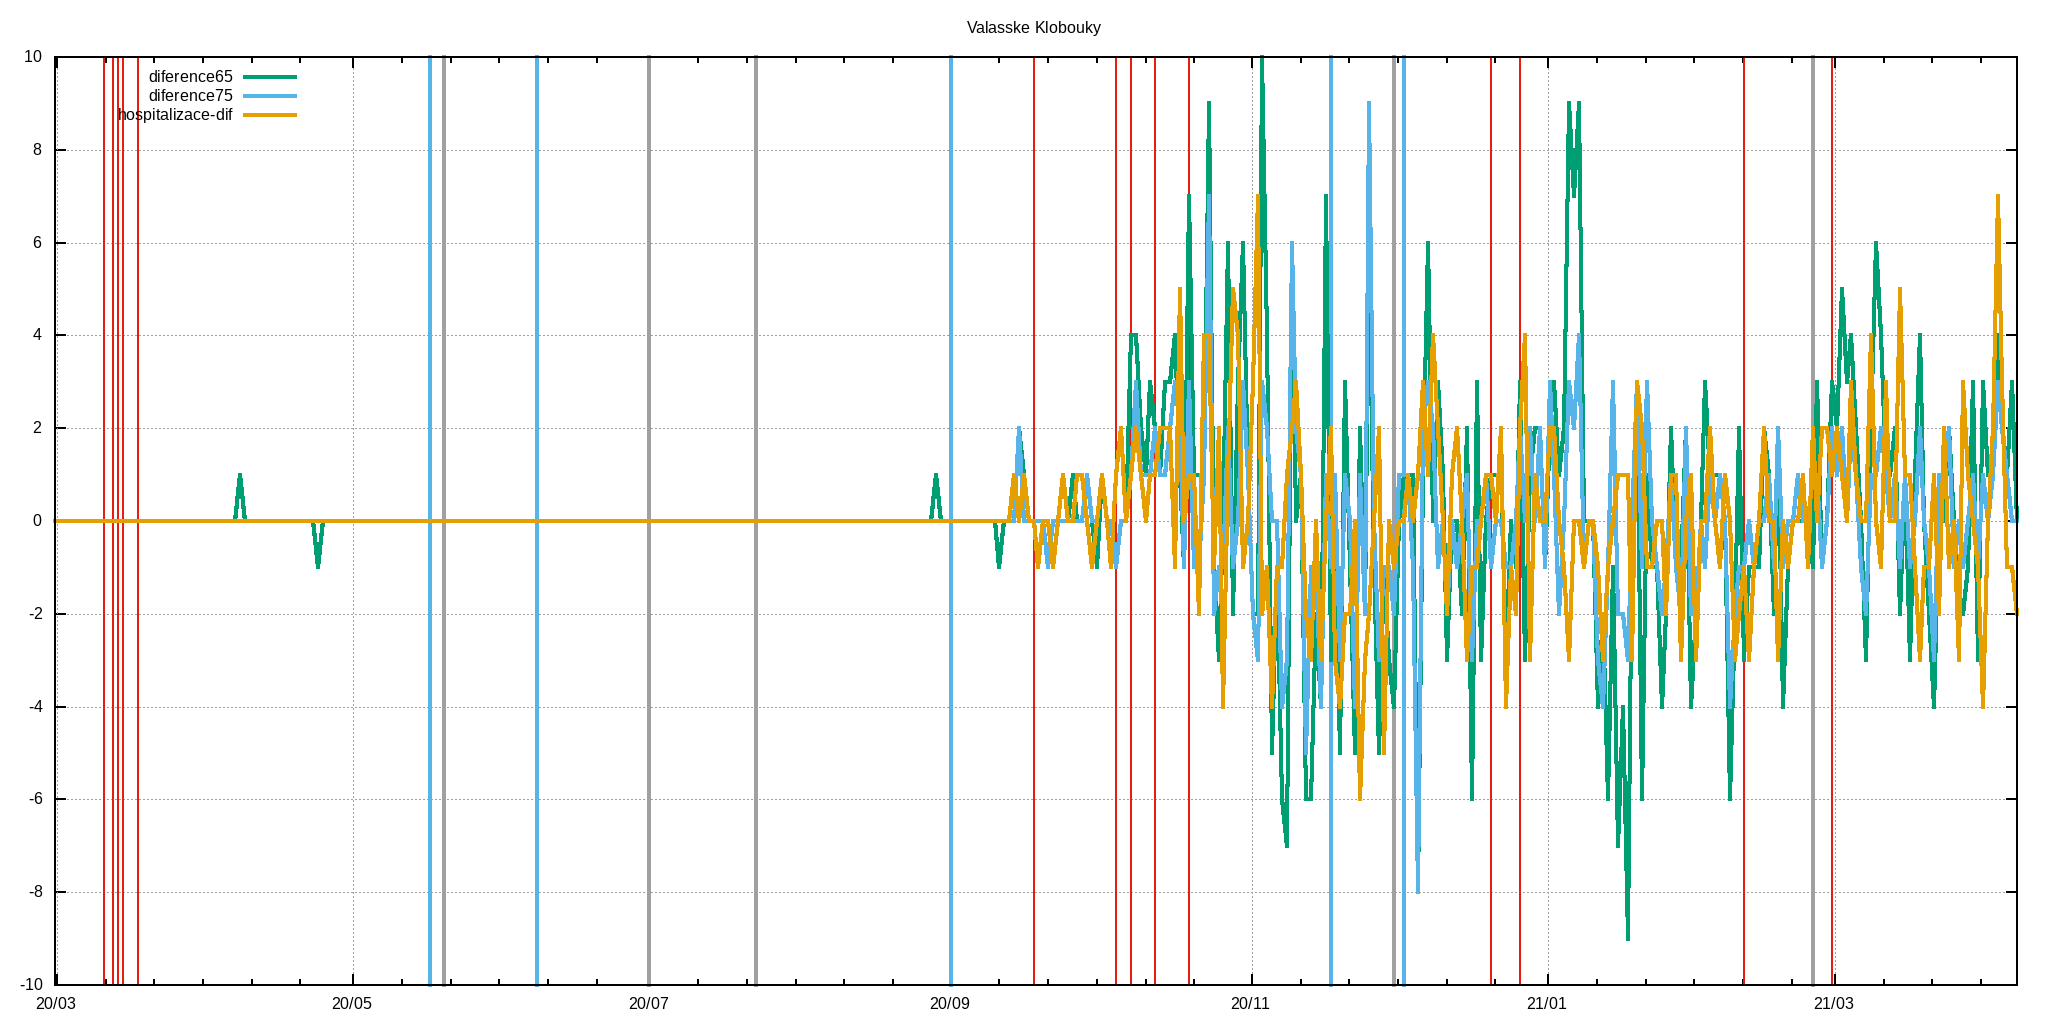 Valasske Klobouky
10
diference65
diference75
hospitalizace-dif
8
6
4
2
0
-2
-4
-6
-8
-10
20/03 20/05 20/07 20/09 20/11 21/01 21/03